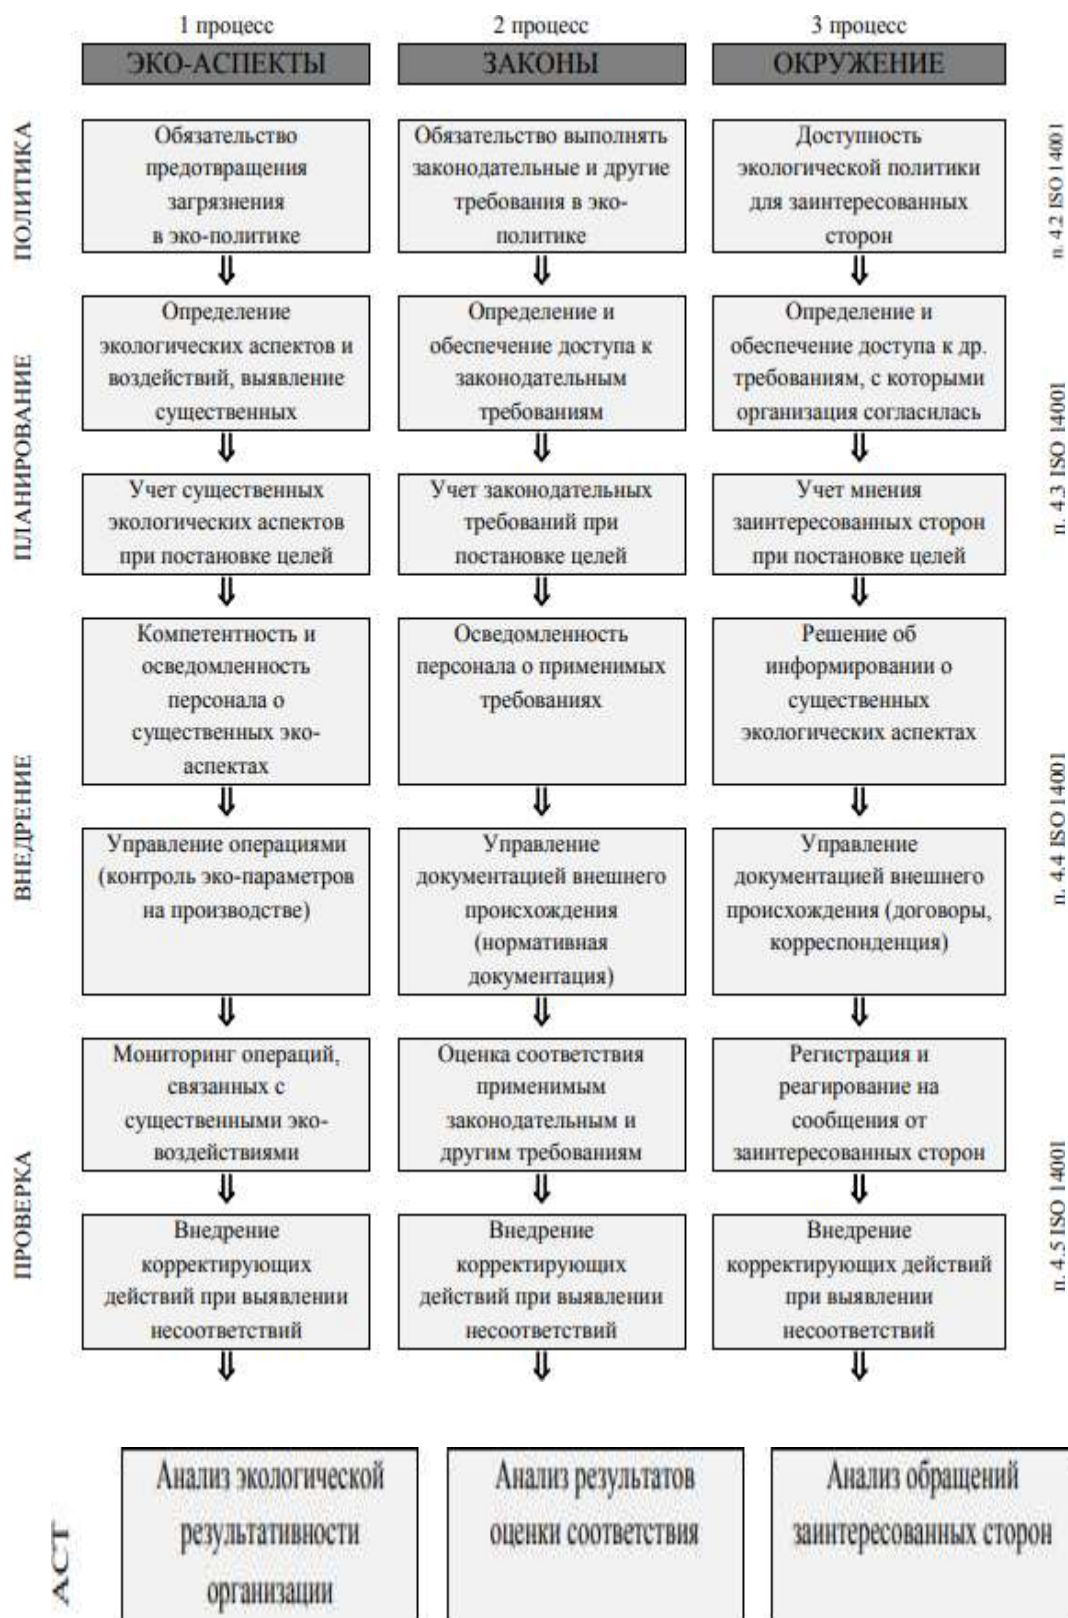 1 процесс
2 процесс
3 процесс
ЭКО-АСПЕКТЫ
ЗАКОНЫ
ОКРУЖЕНИЕ
ПОЛИТИКА
Обязательство
предотвращения
загрязнения
в эко-политике
Обязательство выполнять
законодательные и другие
требования в эко-
политике
Доступность
экологической политики
для заинтересованных
сторон
п. 4.2 ISO 14001
ПЛАНИРОВАНИЕ
Определение
экологических аспектов и
воздействий, выявление
существенных
Определение и
обеспечение доступа к
законодательным
требованиям
Определение и
обеспечение доступа к др.
требованиям, с которыми
организация согласилась
п. 4.3 ISO 14001
Учет существенных
экологических аспектов
при постановке целей
Учет законодательных
требований при
постановке целей
Учет мнения
заинтересованных сторон
при постановке целей
ВНЕДРЕНИЕ
Компетентность и
осведомленность
персонала о
существенных эко-
аспектах
Осведомленность
персонала о применимых
требованиях
Решение об
информировании о
существенных
экологических аспектах
п. 4.4 ISO 14001
Управление операциями
(контроль эко-параметров
на производстве)
Управление
документацией внешнего
происхождения
(нормативная
документация)
Управление
документацией внешнего
происхождения (договоры,
корреспонденция)
ПРОВЕРКА
Мониторинг операций,
связанных с
существенными эко-
воздействиями
Оценка соответствия
применимым
законодательным и
другим требованиям
Регистрация и
реагирование на
сообщения от
заинтересованных сторон
п. 4.5 ISO 14001
Внедрение
корректирующих
действий при выявлении
несоответствий
Внедрение
корректирующих
действий при выявлении
несоответствий
Внедрение
корректирующих действий
при выявлении
несоответствий
ACT
Анализ экологической
результативности
организации
Анализ результатов
оценки соответствия
Анализ обращений
заинтересованных сторон